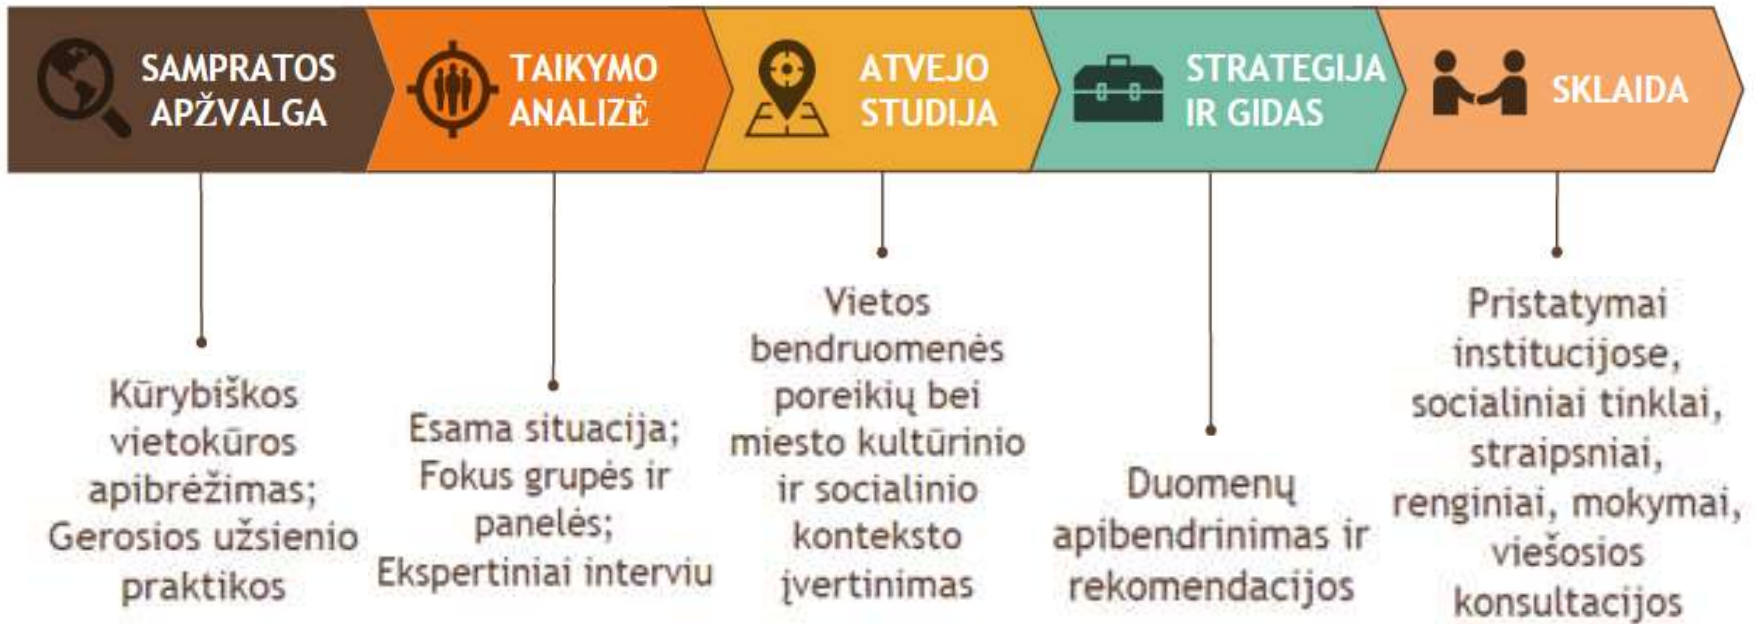 SAMPRATOS
APŽVALGA
TAIKYMO
ANALIZĖ
ATVEJO
STUDIJA
STRATEGIJA
IR GIDAS
SKLAIDA
Kūrybiškos
vietokūros
apibrėžimas;
Gerosios užsienio
praktikos
Esama situacija;
Fokus grupės ir
panelės;
Ekspertiniai interviu
Vietos
bendruomenės
poreikių bei
miesto kultūrinio
ir socialinio
konteksto
įvertinimas
Duomenų
apibendrinimas ir
rekomendacijos
Pristatymai
institucijose,
socialiniai tinklai,
straipsniai,
renginiai, mokymai,
viešosios
konsultacijos